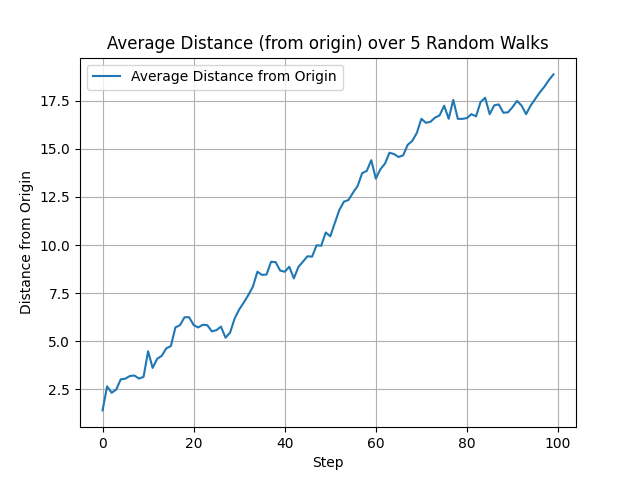 Average Distance (from origin) over 5 Random Walks
Average Distance from Origin
Distance from Origin
17.5
15.0
12.5
10.0
7.5
5.0
2.5
0 20 40 60 80 100
Step